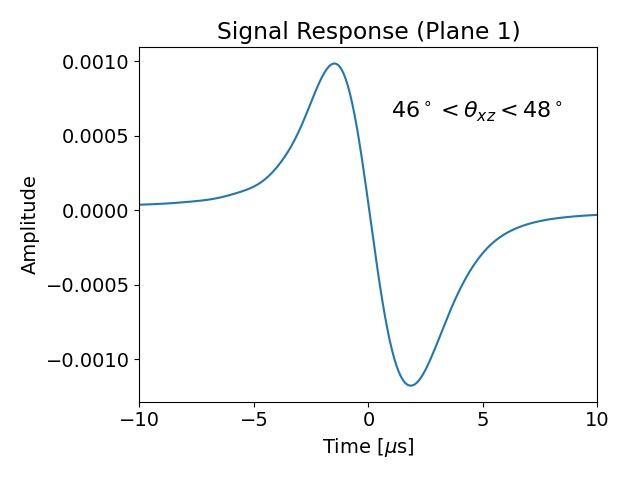 Signal Response (Plane 1)
0.0010
0.0005
0.0000
−0.0005
−0.0010
Amplitude
46° < θxz < 48°
−10 −5 0 5 10
Time [μs]